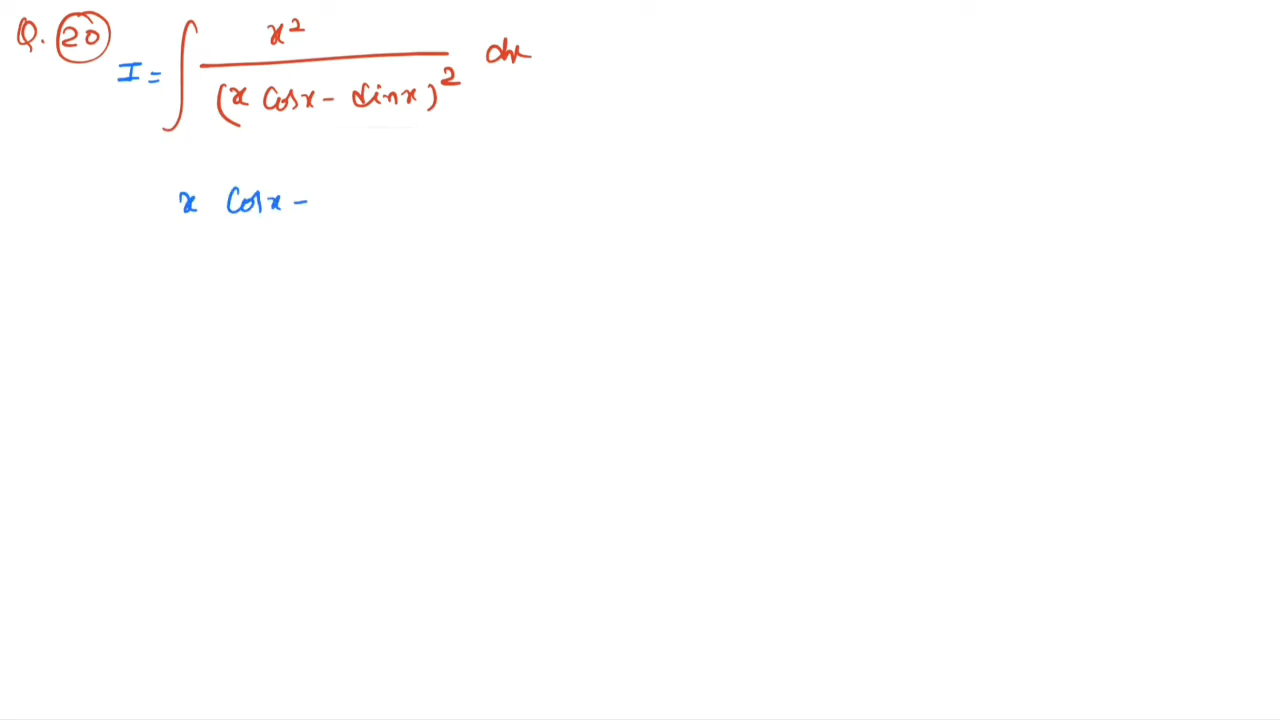 Q. 20 I = ∫ x² / (x cosx - sinx)² dx
x cosx -